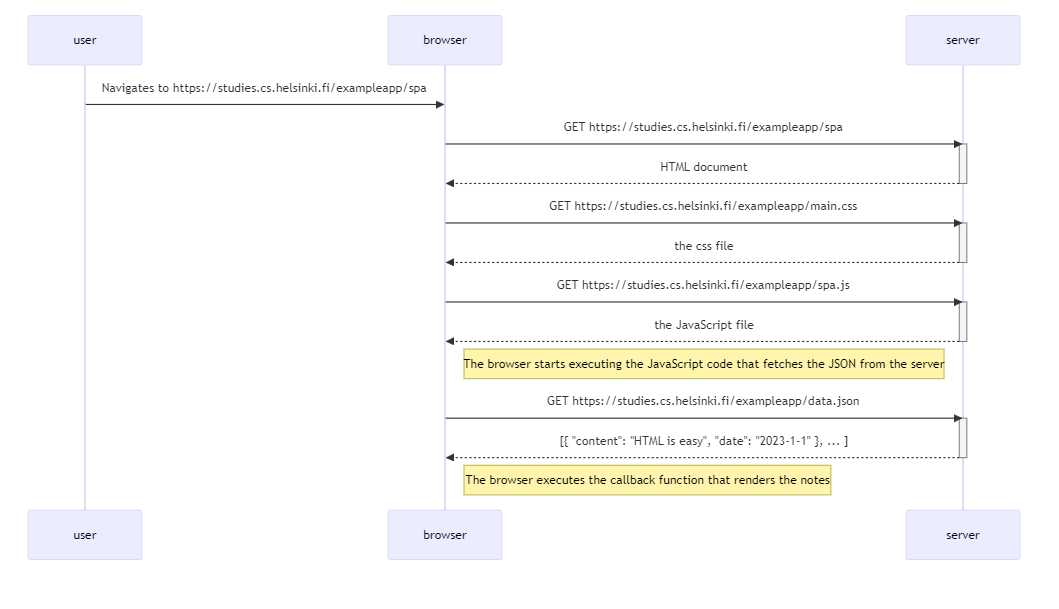 user
browser
server
Navigates to https://studies.cs.helsinki.fi/exampleapp/spa
GET https://studies.cs.helsinki.fi/exampleapp/spa
HTML document
GET https://studies.cs.helsinki.fi/exampleapp/main.css
the css file
GET https://studies.cs.helsinki.fi/exampleapp/spa.js
the JavaScript file
The browser starts executing the JavaScript code that fetches the JSON from the server
GET https://studies.cs.helsinki.fi/exampleapp/data.json
[{ "content": "HTML is easy", "date": "2023-1-1" }, ... ]
The browser executes the callback function that renders the notes
user
browser
server